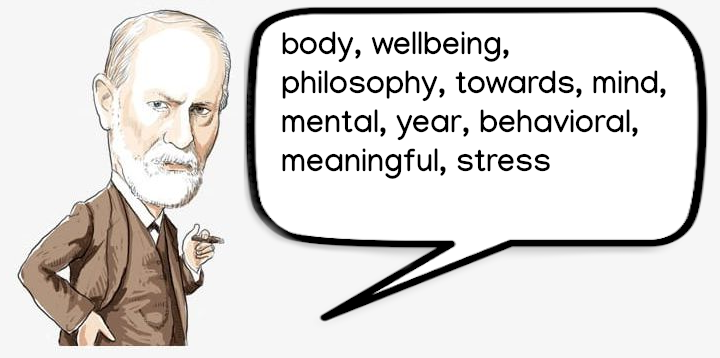 body, wellbeing,
philosophy, towards, mind,
mental, year, behavioral,
meaningful, stress